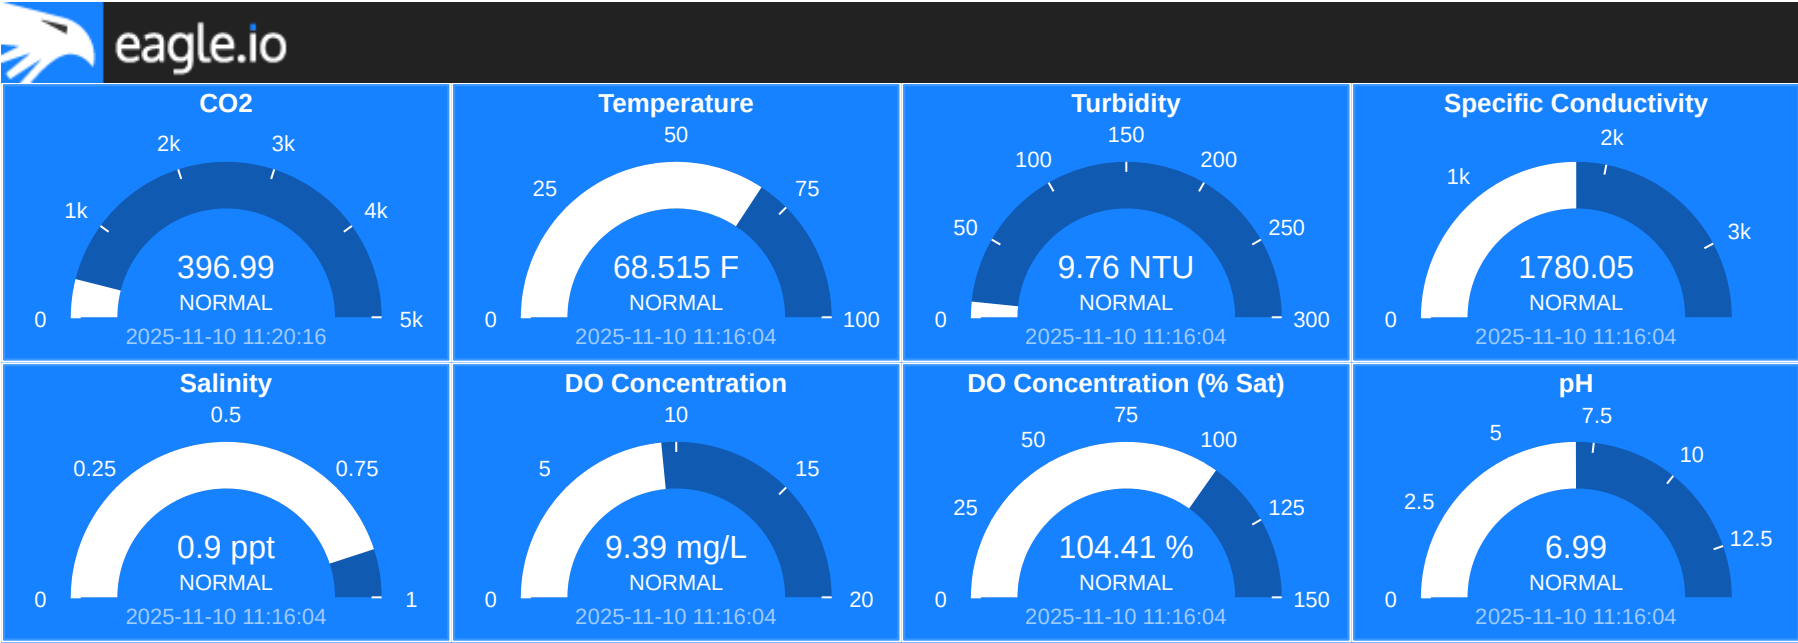 eagle.io
CO2
2k
3k
1k
4k
396.99
NORMAL
0
5k
2025-11-10 11:20:16
Temperature
50
25
75
68.515 F
NORMAL
0
100
2025-11-10 11:16:04
Turbidity
150
100
200
50
250
9.76 NTU
NORMAL
0
300
2025-11-10 11:16:04
Specific Conductivity
2k
1k
3k
1780.05
NORMAL
0
2025-11-10 11:16:04
Salinity
0.5
0.25
0.75
0.9 ppt
NORMAL
0
1
2025-11-10 11:16:04
DO Concentration
10
5
15
9.39 mg/L
NORMAL
0
20
2025-11-10 11:16:04
DO Concentration (% Sat)
75
50
100
25
125
104.41 %
NORMAL
0
150
2025-11-10 11:16:04
pH
7.5
5
10
2.5
12.5
6.99
NORMAL
0
2025-11-10 11:16:04